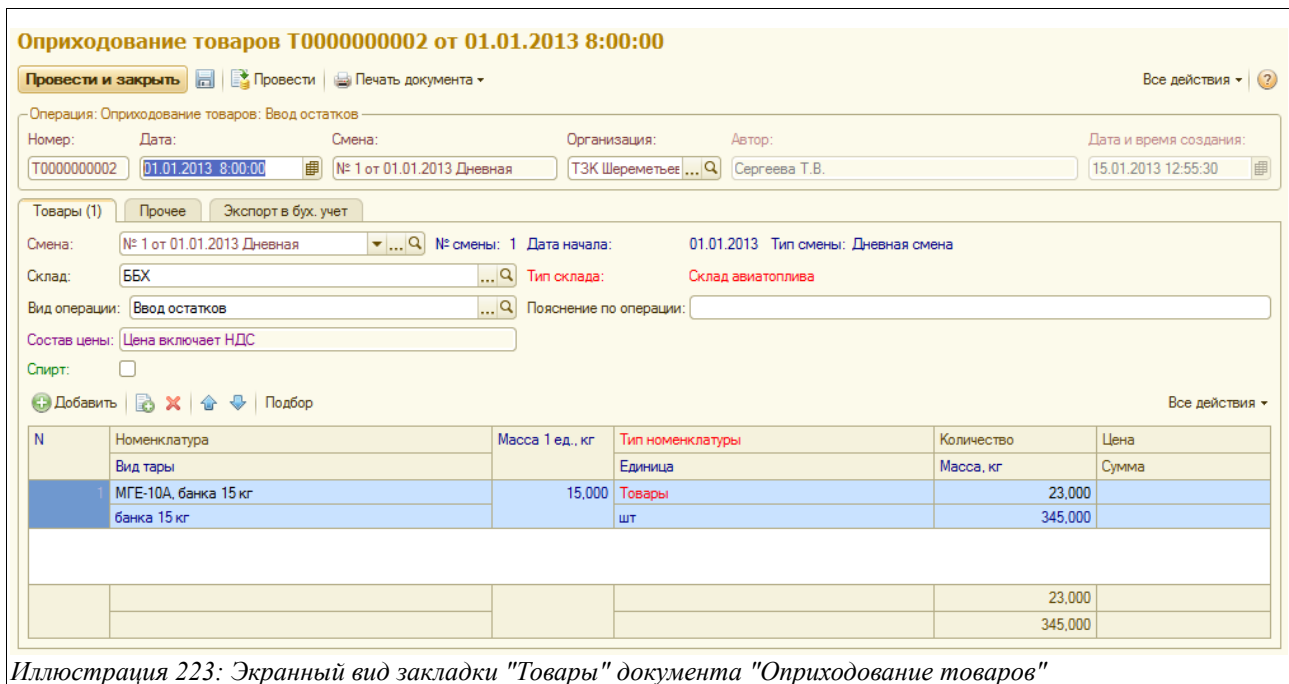 Оприходование товаров Т0000000002 от 01.01.2013 8:00:00
Провести и закрыть Провести Печать документа Все действия ?
Операция: Оприходование товаров: Ввод остатков
Номер: Дата: Смена: Организация: Автор: Дата и время создания:
Т0000000002 01.01.2013 8:00:00 № 1 от 01.01.2013 Дневная ТЗК Шереметьев ... Сергеева Т.В. 15.01.2013 12:55:30
Товары (1) Прочее Экспорт в бух. учет
Смена: № 1 от 01.01.2013 Дневная ... № смены: 1 Дата начала: 01.01.2013 Тип смены: Дневная смена
Склад: ББХ ... Тип склада: Склад авиатоплива
Вид операции: Ввод остатков ... Пояснение по операции:
Состав цены: Цена включает НДС
Спирт:
Добавить Подбор Все действия
N Номенклатура Масса 1 ед., кг Тип номенклатуры Количество Цена
Вид тары Единица Масса, кг Сумма
1 МГЕ-10А, банка 15 кг 15,000 Товары 23,000
банка 15 кг шт 345,000
23,000
345,000
Иллюстрация 223: Экранный вид закладки "Товары" документа "Оприходование товаров"